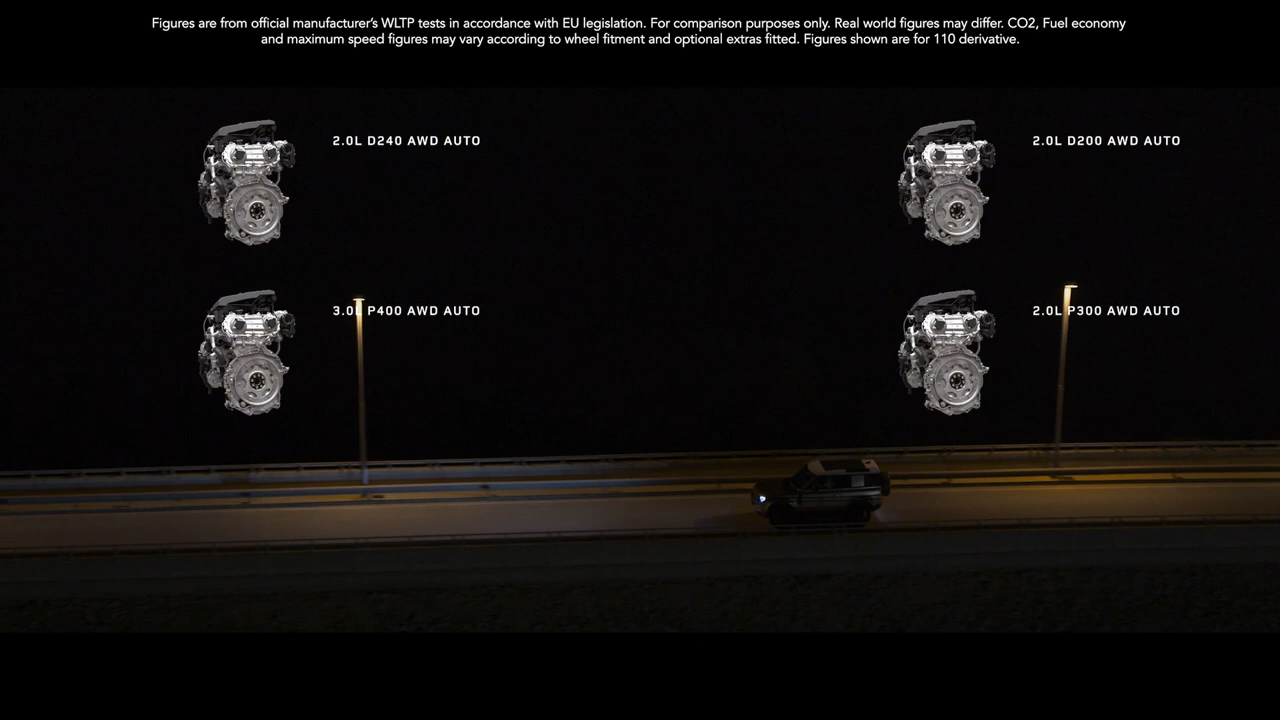 Figures are from official manufacturer's WLTP tests in accordance with EU legislation. For comparison purposes only. Real world figures may differ. CO2, Fuel economy
and maximum speed figures may vary according to wheel fitment and optional extras fitted. Figures shown are for 110 derivative.
2.0L D240 AWD AUTO
2.0L D200 AWD AUTO
3.0L P400 AWD AUTO
2.0L P300 AWD AUTO